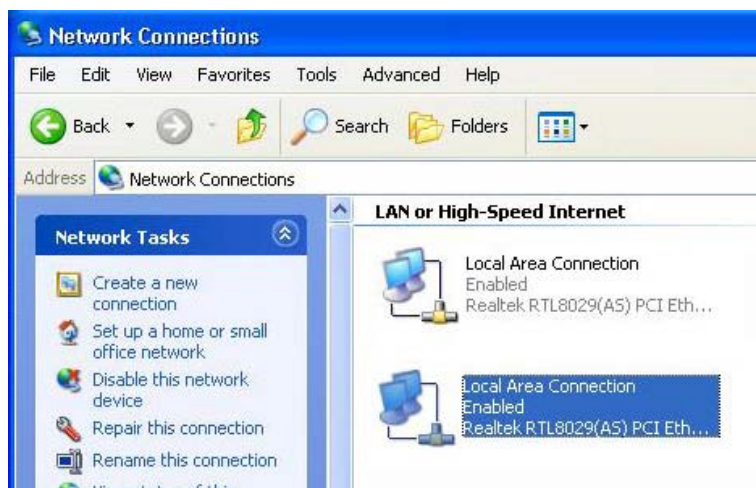 Network Connections
File Edit View Favorites Tools Advanced Help
Back Search Folders
Address Network Connections
Network Tasks
Create a new
connection
Set up a home or small
office network
Disable this network
device
Repair this connection
Rename this connection
LAN or High-Speed Internet
Local Area Connection
Enabled
Realtek RTL8029(AS) PCI Eth...
Local Area Connection
Enabled
Realtek RTL8029(AS) PCI Eth...